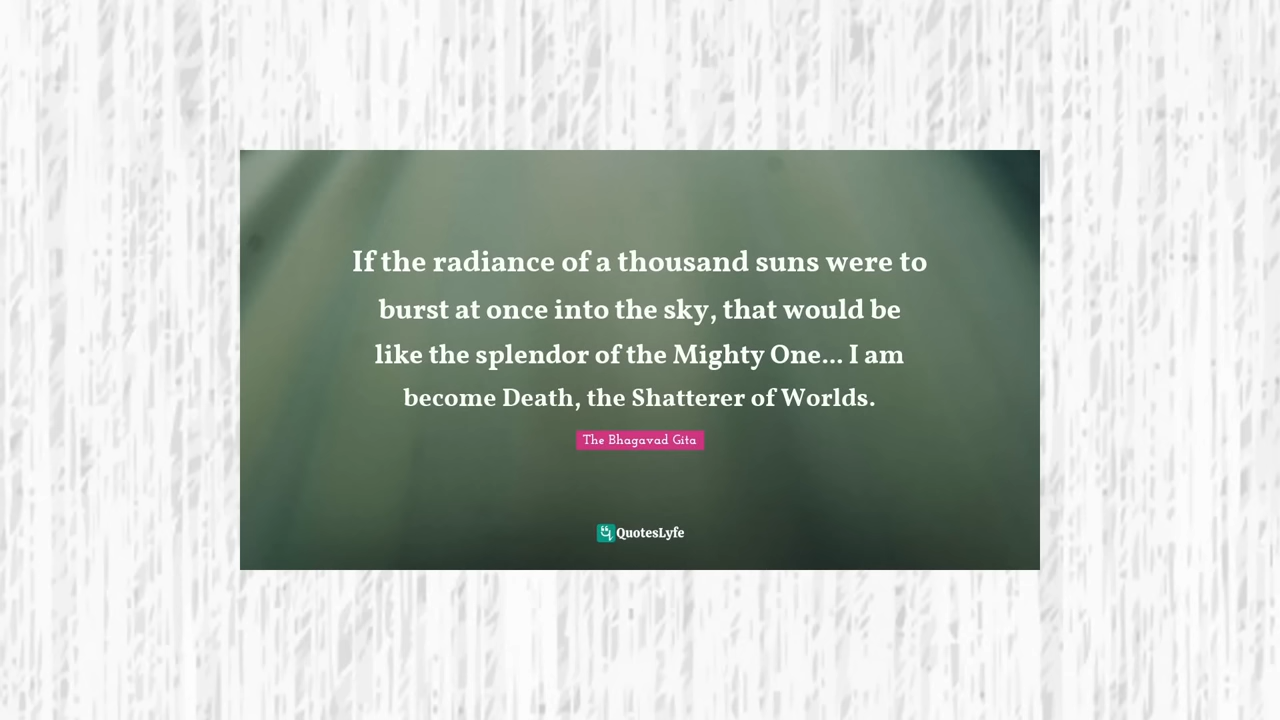 If the radiance of a thousand suns were to
burst at once into the sky, that would be
like the splendor of the Mighty One... I am
become Death, the Shatterer of Worlds.
The Bhagavad Gita
QuotesLyfe